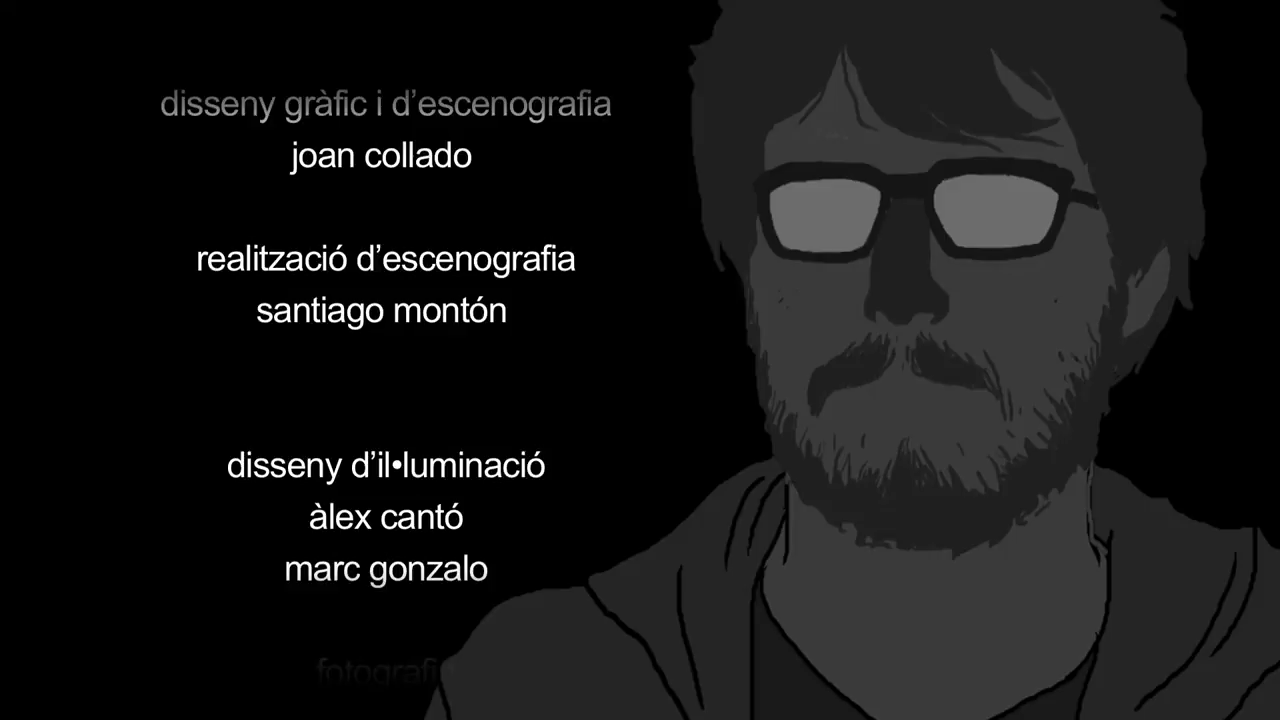 disseny gràfic i d’escenografia
joan collado
realització d’escenografia
santiago montón
disseny d’il•luminació
àlex cantó
marc gonzalo